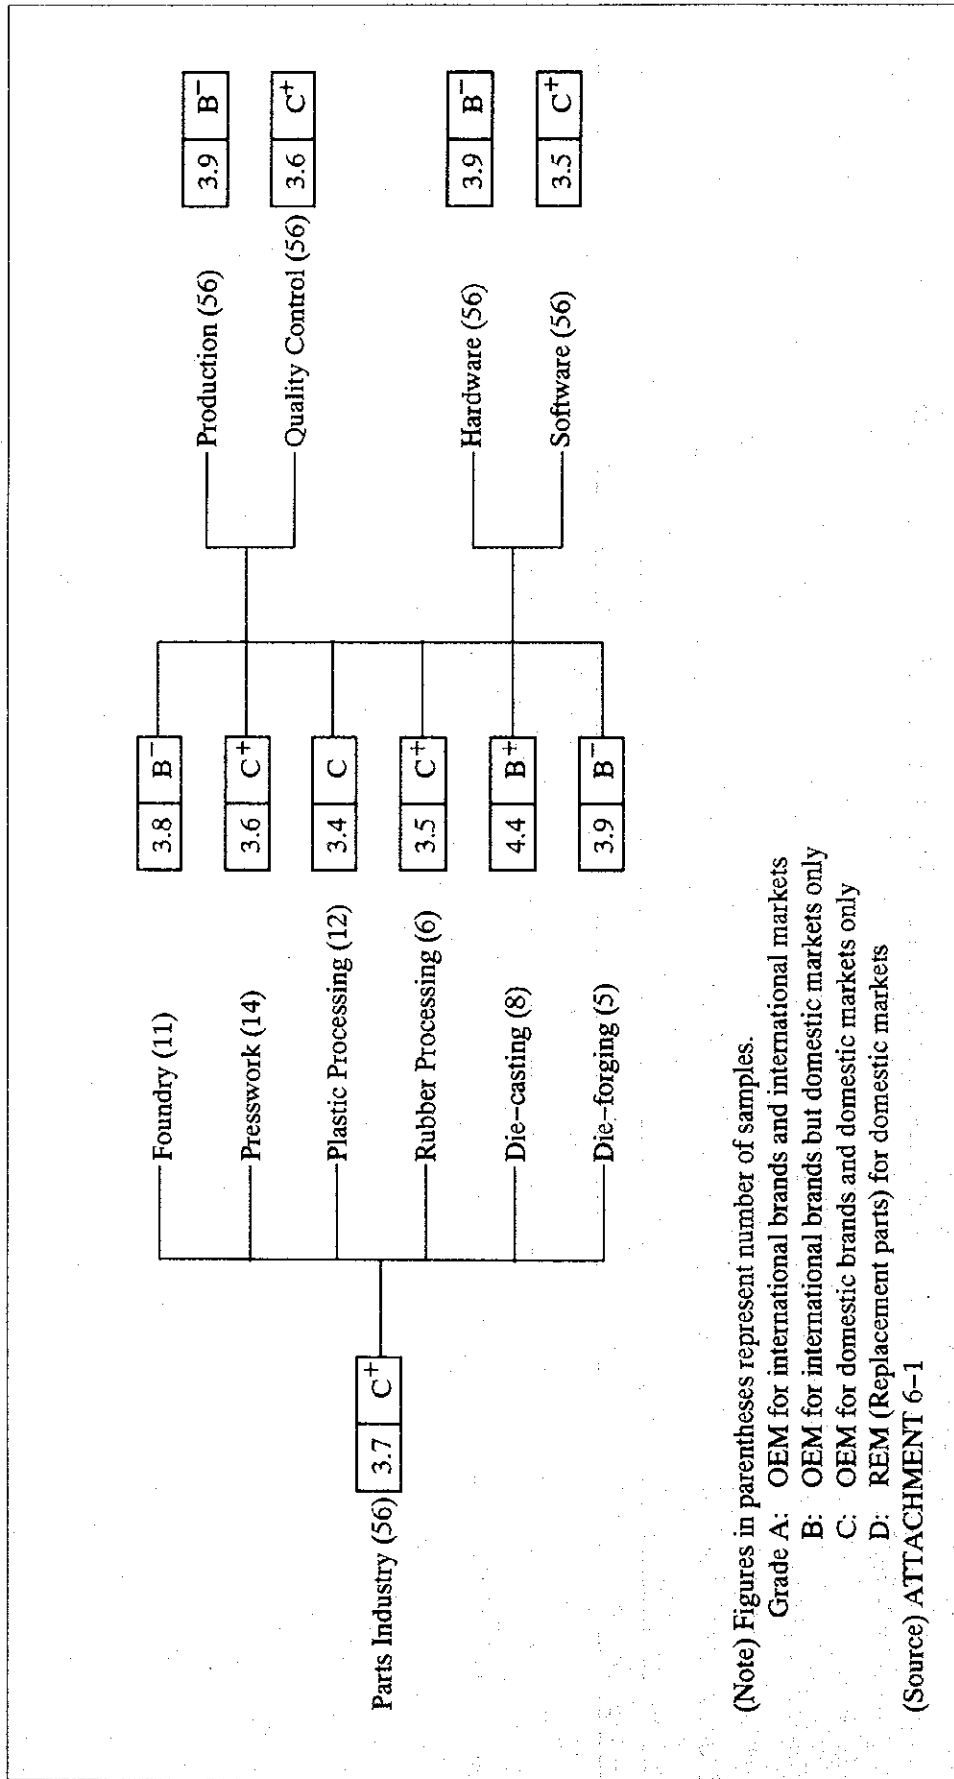 Parts Industry (56) 3.7 C+
Foundry (11) 3.8 B−
Presswork (14) 3.6 C+
Plastic Processing (12) 3.4 C
Rubber Processing (6) 3.5 C+
Die-casting (8) 4.4 B+
Die-forging (5) 3.9 B−
Production (56) 3.9 B−
Quality Control (56) 3.6 C+
Hardware (56) 3.9 B−
Software (56) 3.5 C+
(Note) Figures in parentheses represent number of samples.
Grade A: OEM for international brands and international markets
B: OEM for international brands but domestic markets only
C: OEM for domestic brands and domestic markets only
D: REM (Replacement parts) for domestic markets
(Source) ATTACHMENT 6-1